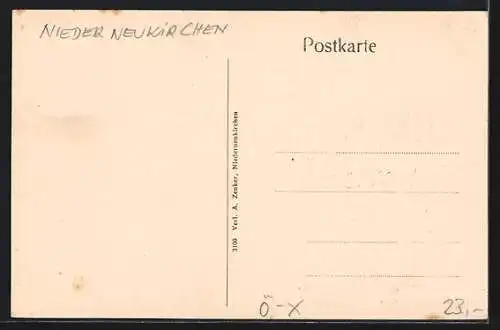 NIEDER NEUKIRCHEN
Postkarte
3100 Verl. A. Zenker, Niederneukirchen
Ö,-X
23,-